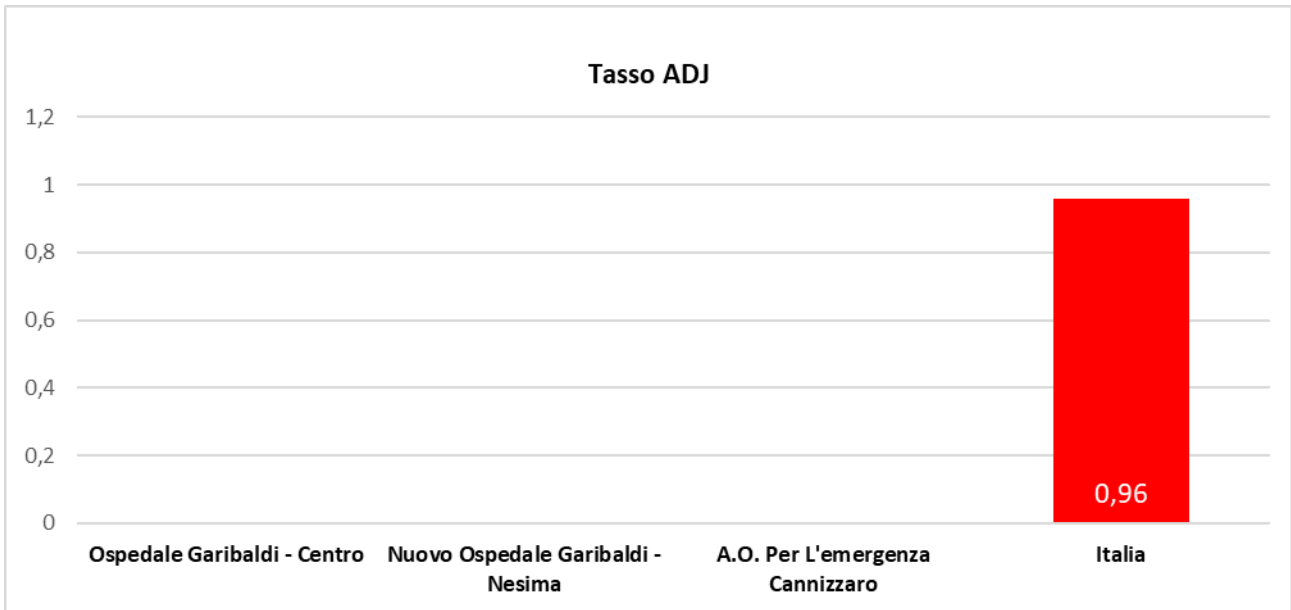 Tasso ADJ
1,2
1
0,8
0,6
0,4
0,2
0
0,96
Ospedale Garibaldi - Centro
Nuovo Ospedale Garibaldi -
Nesima
A.O. Per L'emergenza
Cannizzaro
Italia